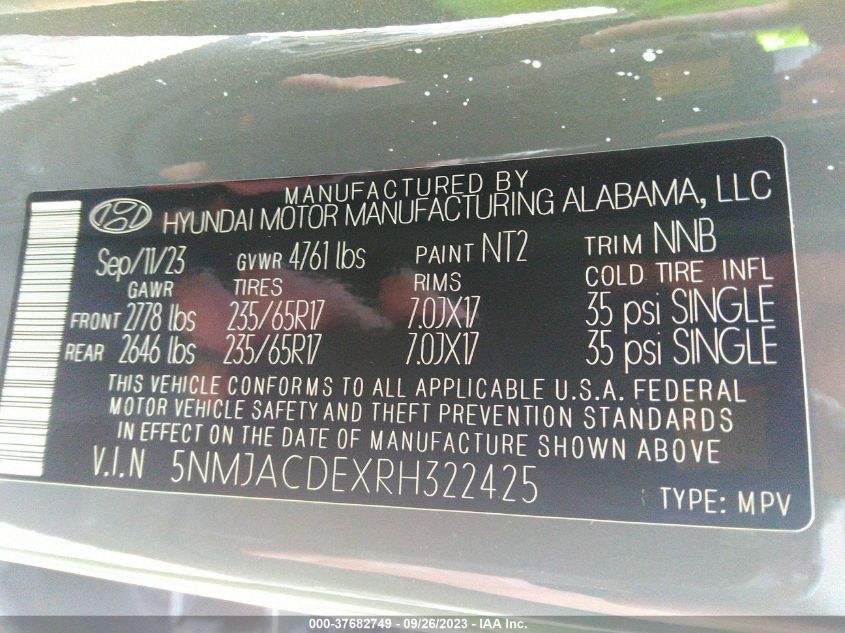 MANUFACTURED BY
HYUNDAI MOTOR MANUFACTURING ALABAMA, LLC
Sep/11/23 GVWR 4761 lbs PAINT NT2 TRIM NNB
GAWR TIRES RIMS COLD TIRE INFL
FRONT 2778 lbs 235/65R17 7.0JX17 35 psi SINGLE
REAR 2646 lbs 235/65R17 7.0JX17 35 psi SINGLE
THIS VEHICLE CONFORMS TO ALL APPLICABLE U.S.A. FEDERAL
MOTOR VEHICLE SAFETY AND THEFT PREVENTION STANDARDS
IN EFFECT ON THE DATE OF MANUFACTURE SHOWN ABOVE
V.I.N 5NMJACDEXRH322425 TYPE: MPV
000-37682749 - 09/26/2023 - IAA Inc.